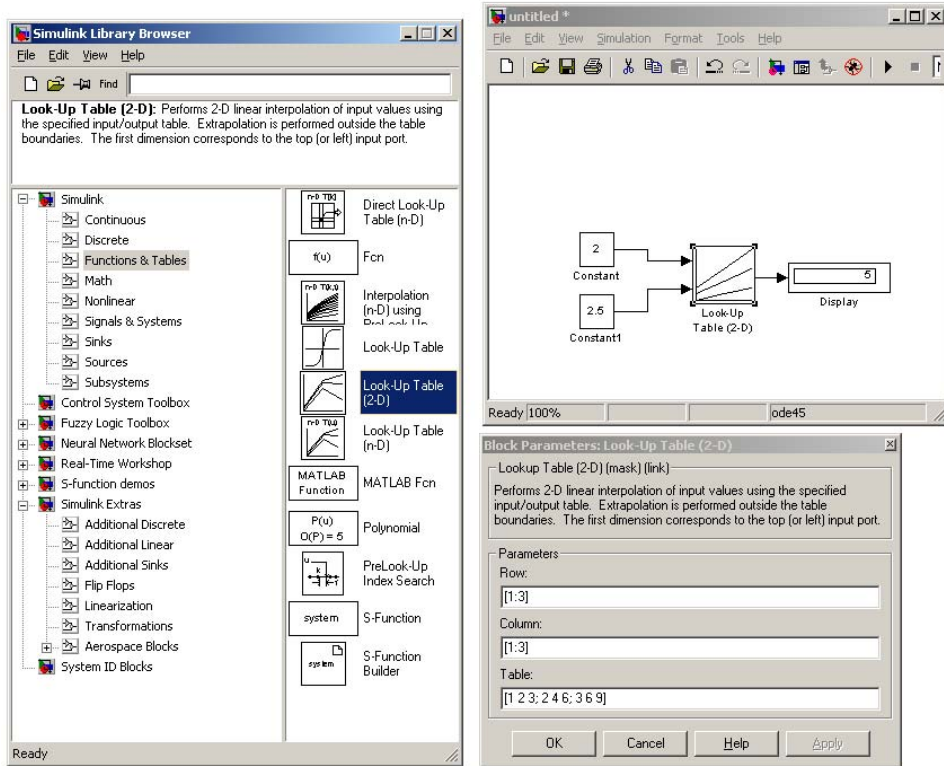 Simulink Library Browser
File Edit View Help
Find
Look-Up Table (2-D): Performs 2-D linear interpolation of input values using
the specified input/output table. Extrapolation is performed outside the table
boundaries. The first dimension corresponds to the top (or left) input port.
Simulink
Continuous
Discrete
Functions & Tables
Math
Nonlinear
Signals & Systems
Sinks
Sources
Subsystems
Control System Toolbox
Fuzzy Logic Toolbox
Neural Network Blockset
Real-Time Workshop
S-function demos
Simulink Extras
Additional Discrete
Additional Linear
Additional Sinks
Flip Flops
Linearization
Transformations
Aerospace Blocks
System ID Blocks
n-D T[k]
Direct Look-Up
Table (n-D)
f(u)
Fcn
n-D T(k,f)
Interpolation
(n-D) using
PreLook-Up
Look-Up Table
Look-Up Table
(2-D)
n-D T(u)
Look-Up Table
(n-D)
MATLAB
Function
MATLAB Fcn
P(u)
O(P) = 5
Polynomial
u
k
PreLook-Up
Index Search
system
S-Function
system
S-Function
Builder
Ready
untitled *
File Edit View Simulation Format Tools Help
2
Constant
2.5
Constant1
Look-Up
Table (2-D)
5
Display
Ready 100% ode45
Block Parameters: Look-Up Table (2-D)
Lookup Table (2-D) (mask) (link)
Performs 2-D linear interpolation of input values using the specified
input/output table. Extrapolation is performed outside the table
boundaries. The first dimension corresponds to the top (or left) input port.
Parameters
Row:
[1:3]
Column:
[1:3]
Table:
[1 2 3; 2 4 6; 3 6 9]
OK Cancel Help Apply